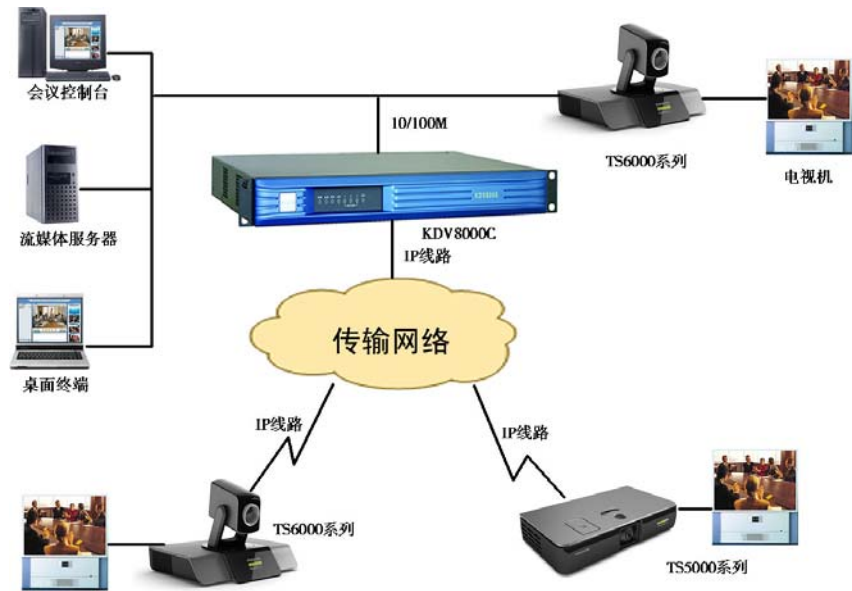 会议控制台
10/100M
TS6000系列
电视机
流媒体服务器
KDV8000C
IP线路
传输网络
桌面终端
IP线路
IP线路
TS6000系列
TS5000系列